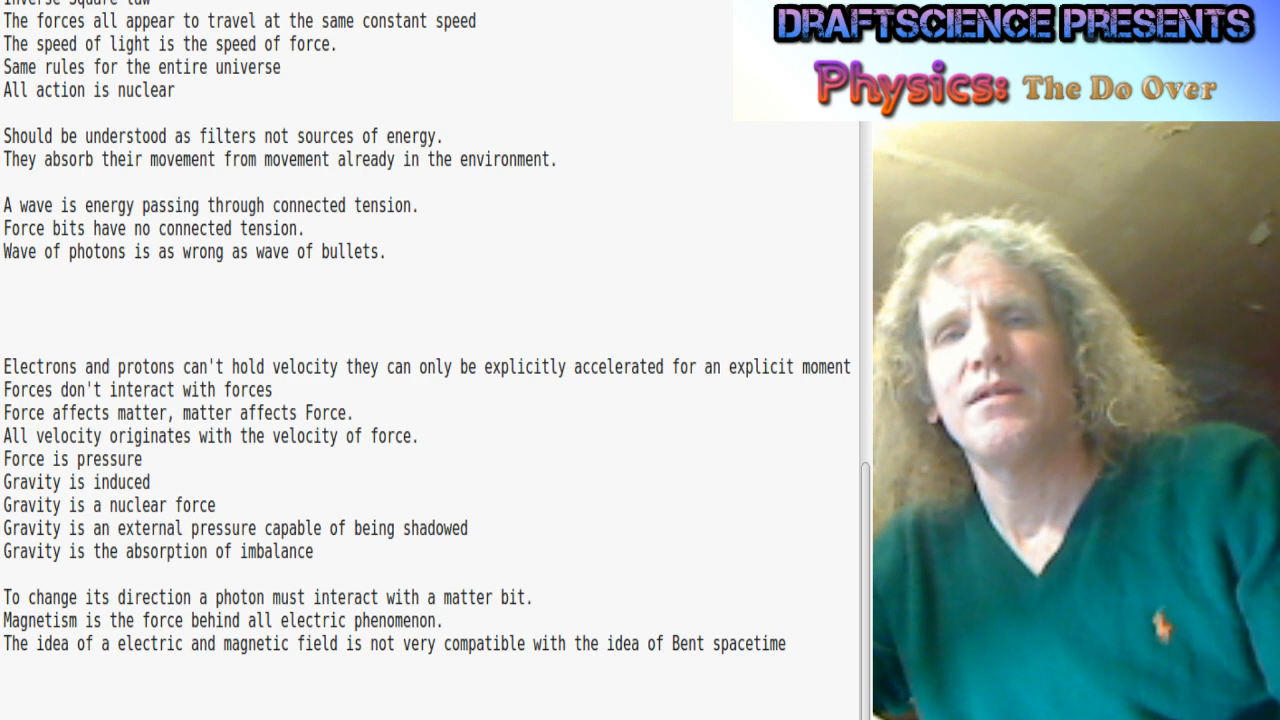 Inverse Square law
The forces all appear to travel at the same constant speed
The speed of light is the speed of force.
Same rules for the entire universe
All action is nuclear
Should be understood as filters not sources of energy.
They absorb their movement from movement already in the environment.
A wave is energy passing through connected tension.
Force bits have no connected tension.
Wave of photons is as wrong as wave of bullets.
Electrons and protons can't hold velocity they can only be explicitly accelerated for an explicit moment
Forces don't interact with forces
Force affects matter, matter affects Force.
All velocity originates with the velocity of force.
Force is pressure
Gravity is induced
Gravity is a nuclear force
Gravity is an external pressure capable of being shadowed
Gravity is the absorption of imbalance
To change its direction a photon must interact with a matter bit.
Magnetism is the force behind all electric phenomenon.
The idea of a electric and magnetic field is not very compatible with the idea of Bent spacetime
DRAFTSCIENCE PRESENTS
Physics: The Do Over